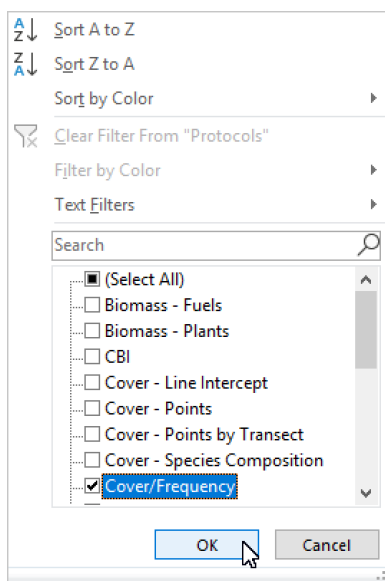 Sort A to Z
Sort Z to A
Sort by Color
Clear Filter From "Protocols"
Filter by Color
Text Filters
Search
(Select All)
Biomass - Fuels
Biomass - Plants
CBI
Cover - Line Intercept
Cover - Points
Cover - Points by Transect
Cover - Species Composition
Cover/Frequency
OK
Cancel